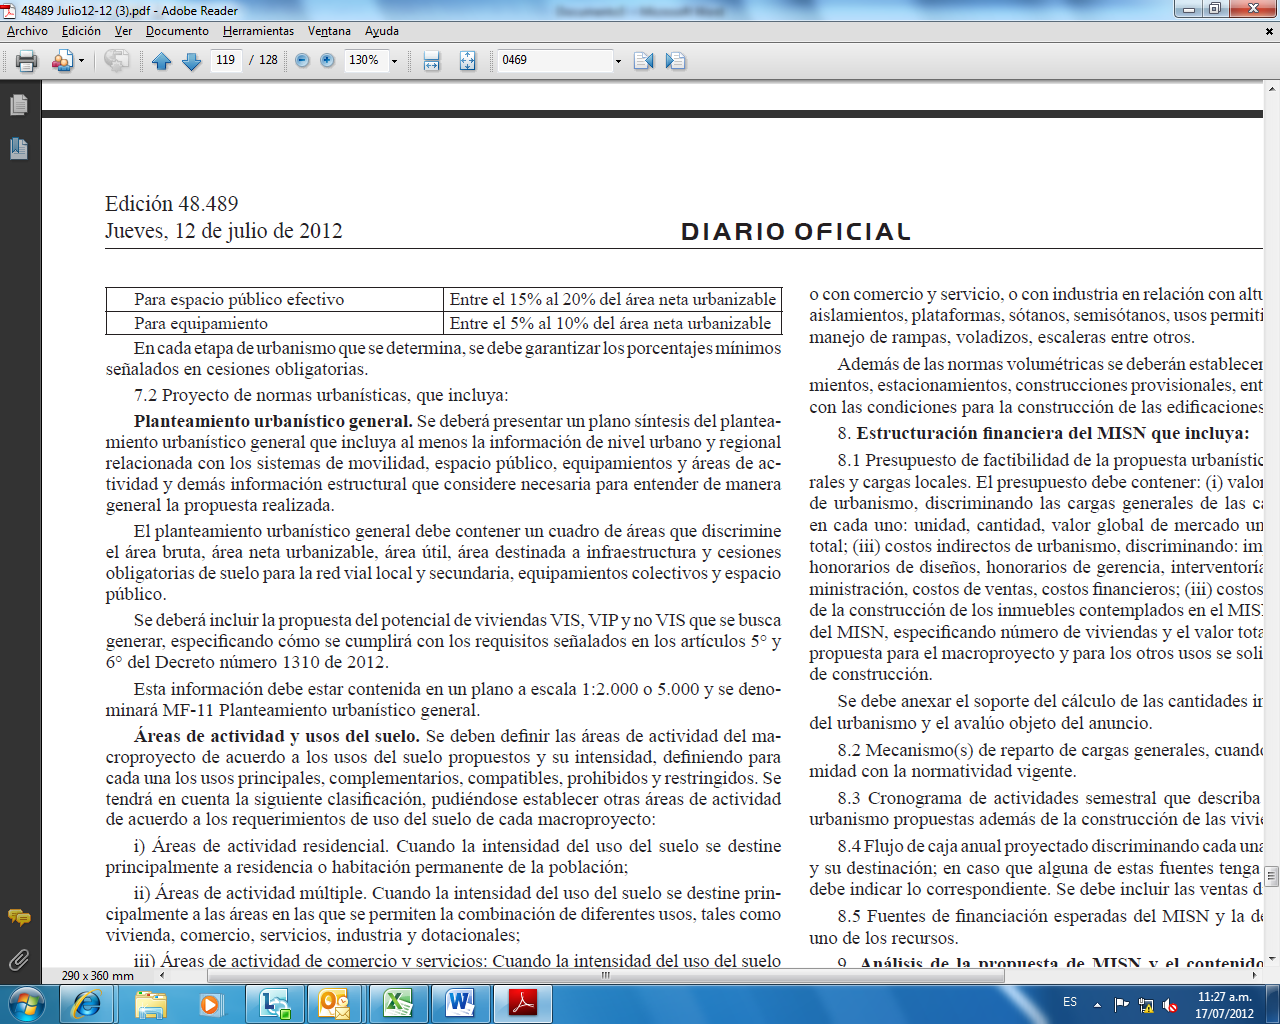 48489 Julio12-12 (3).pdf - Adobe Reader
Archivo Edición Ver Documento Herramientas Ventana Ayuda
119 / 128 130% 0469
Edición 48.489
Jueves, 12 de julio de 2012
DIARIO OFICIAL
Para espacio público efectivo Entre el 15% al 20% del área neta urbanizable
Para equipamiento Entre el 5% al 10% del área neta urbanizable
En cada etapa de urbanismo que se determina, se debe garantizar los porcentajes mínimos
señalados en cesiones obligatorias.
7.2 Proyecto de normas urbanísticas, que incluya:
Planteamiento urbanístico general. Se deberá presentar un plano síntesis del plantea-
miento urbanístico general que incluya al menos la información de nivel urbano y regional
relacionada con los sistemas de movilidad, espacio público, equipamientos y áreas de ac-
tividad y demás información estructural que considere necesaria para entender de manera
general la propuesta realizada.
El planteamiento urbanístico general debe contener un cuadro de áreas que discrimine
el área bruta, área neta urbanizable, área útil, área destinada a infraestructura y cesiones
obligatorias de suelo para la red vial local y secundaria, equipamientos colectivos y espacio
público.
Se deberá incluir la propuesta del potencial de viviendas VIS, VIP y no VIS que se busca
generar, especificando cómo se cumplirá con los requisitos señalados en los artículos 5° y
6° del Decreto número 1310 de 2012.
Esta información debe estar contenida en un plano a escala 1:2.000 o 5.000 y se deno-
minará MF-11 Planteamiento urbanístico general.
Áreas de actividad y usos del suelo. Se deben definir las áreas de actividad del ma-
croproyecto de acuerdo a los usos del suelo propuestos y su intensidad, definiendo para
cada una los usos principales, complementarios, compatibles, prohibidos y restringidos. Se
tendrá en cuenta la siguiente clasificación, pudiéndose establecer otras áreas de actividad
de acuerdo a los requerimientos de uso del suelo de cada macroproyecto:
i) Áreas de actividad residencial. Cuando la intensidad del uso del suelo se destine
principalmente a residencia o habitación permanente de la población;
ii) Áreas de actividad múltiple. Cuando la intensidad del uso del suelo se destine prin-
cipalmente a las áreas en las que se permiten la combinación de diferentes usos, tales como
vivienda, comercio, servicios, industria y dotacionales;
iii) Áreas de actividad de comercio y servicios: Cuando la intensidad del uso del suelo
o con comercio y servicio, o con industria en relación con altu
aislamientos, plataformas, sótanos, semisótanos, usos permiti
manejo de rampas, voladizos, escaleras entre otros.
Además de las normas volumétricas se deberán establecer
mientos, estacionamientos, construcciones provisionales, ent
con las condiciones para la construcción de las edificaciones
8. Estructuración financiera del MISN que incluya:
8.1 Presupuesto de factibilidad de la propuesta urbanístic
rales y cargas locales. El presupuesto debe contener: (i) valor
de urbanismo, discriminando las cargas generales de las ca
en cada uno: unidad, cantidad, valor global de mercado un
total; (iii) costos indirectos de urbanismo, discriminando: im
honorarios de diseños, honorarios de gerencia, interventoría
ministración, costos de ventas, costos financieros; (iii) costos
de la construcción de los inmuebles contemplados en el MISN
del MISN, especificando número de viviendas y el valor tota
propuesta para el macroproyecto y para los otros usos se soli
de construcción.
Se debe anexar el soporte del cálculo de las cantidades in
del urbanismo y el avalúo objeto del anuncio.
8.2 Mecanismo(s) de reparto de cargas generales, cuando
midad con la normatividad vigente.
8.3 Cronograma de actividades semestral que describa
urbanismo propuestas además de la construcción de las vivie
8.4 Flujo de caja anual proyectado discriminando cada una
y su destinación; en caso que alguna de estas fuentes tenga
debe indicar lo correspondiente. Se debe incluir las ventas d
8.5 Fuentes de financiación esperadas del MISN y la de
uno de los recursos.
9. Análisis de la propuesta de MISN y el contenido
290 x 360 mm
ES 11:27 a.m.
17/07/2012